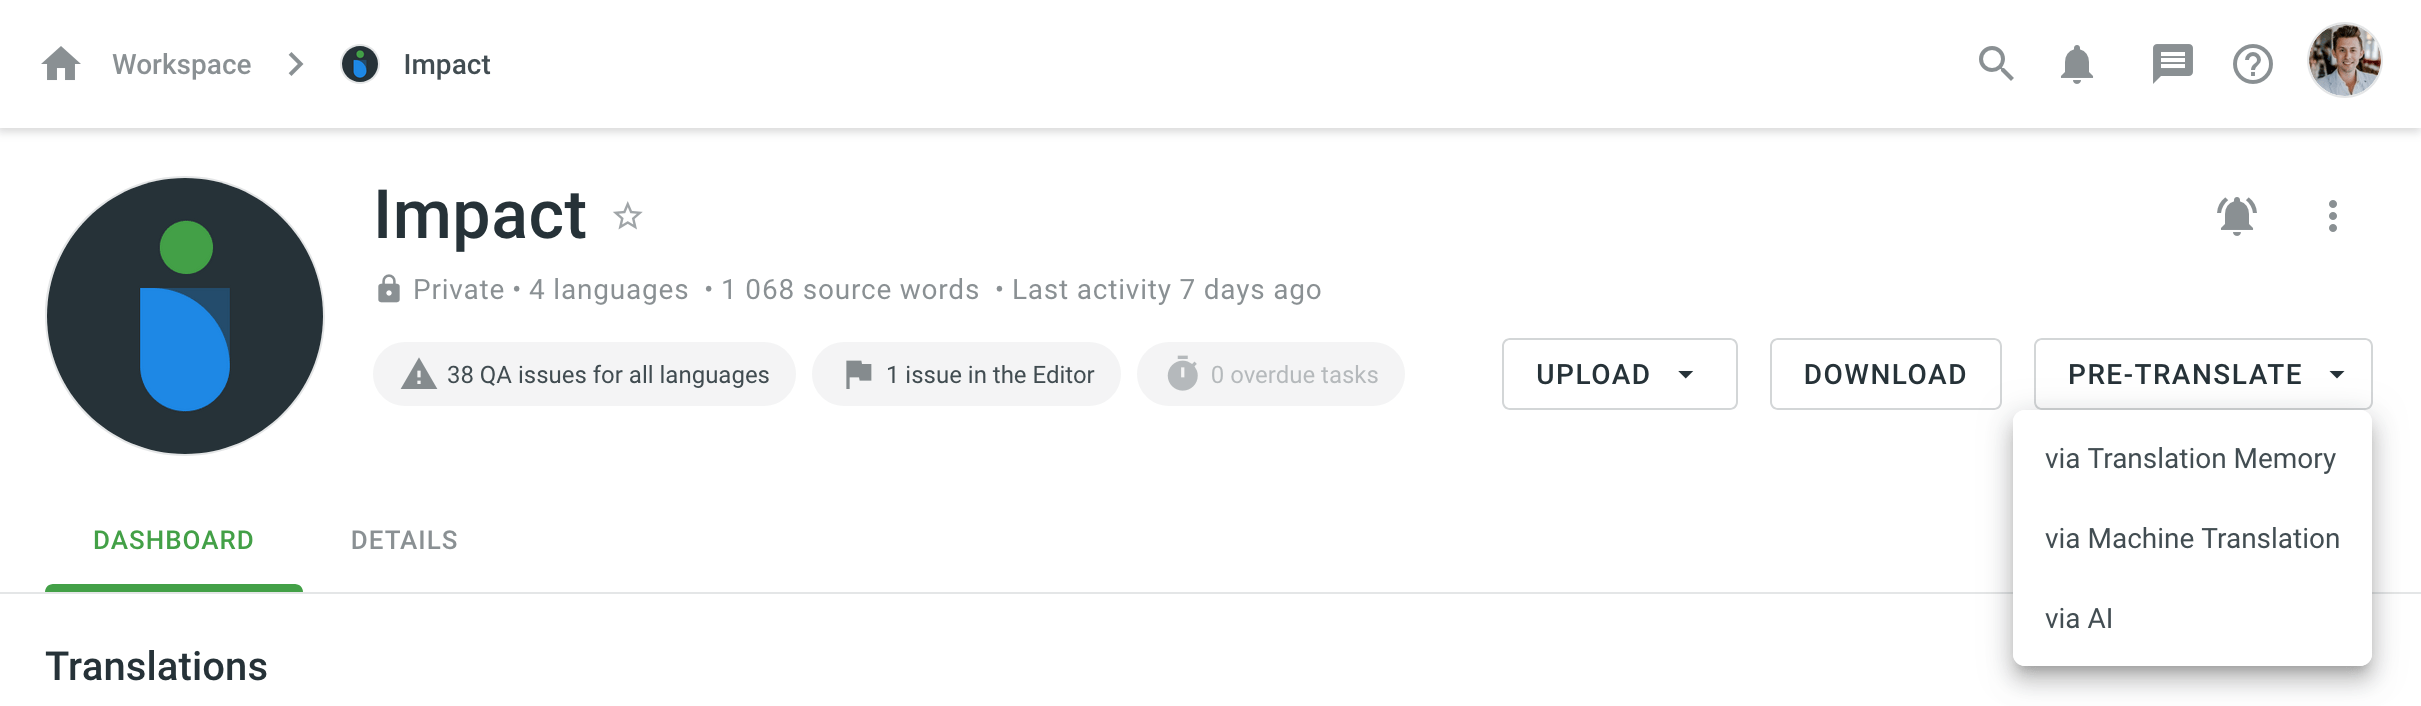 Workspace
Impact
Impact
Private • 4 languages • 1 068 source words • Last activity 7 days ago
38 QA issues for all languages
1 issue in the Editor
0 overdue tasks
UPLOAD
DOWNLOAD
PRE-TRANSLATE
via Translation Memory
via Machine Translation
via AI
DASHBOARD
DETAILS
Translations